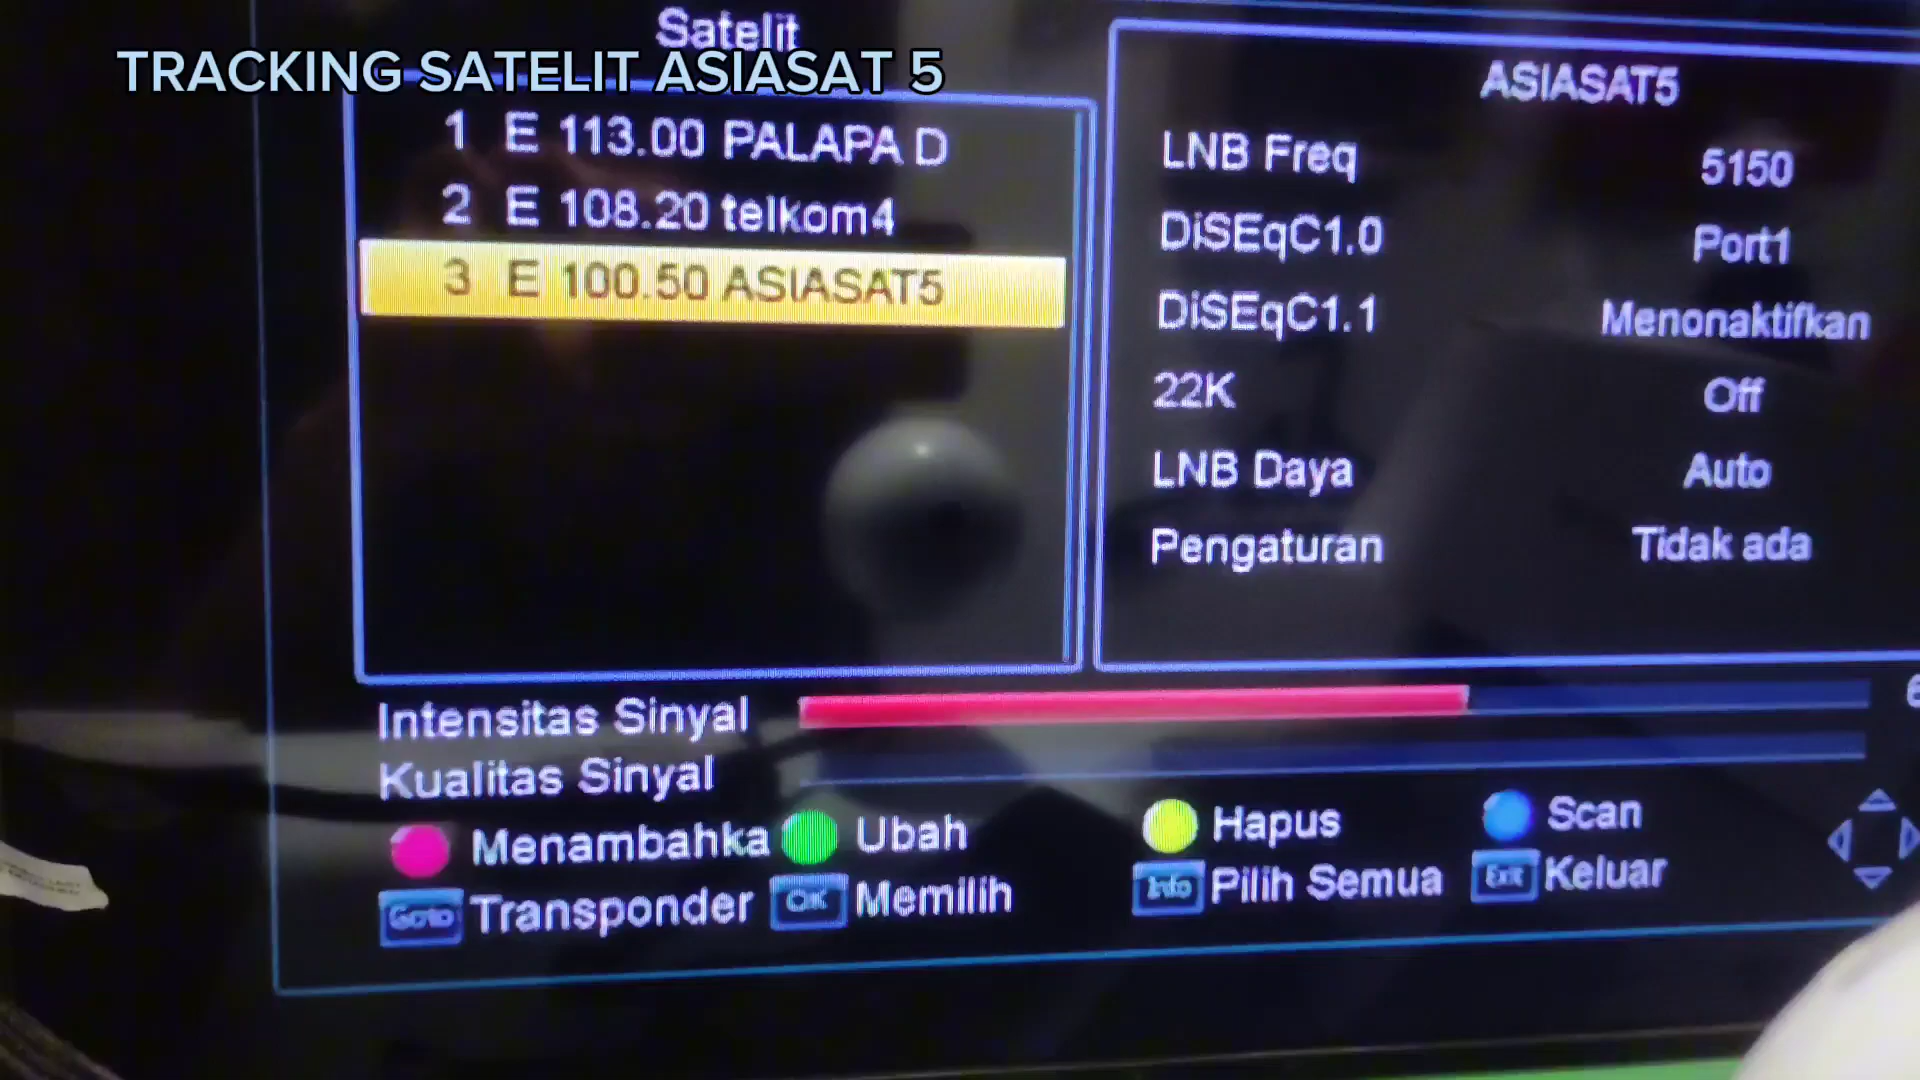 Satelit
TRACKING SATELIT ASIASAT 5
1 E 113.00 PALAPA D
2 E 108.20 telkom4
3 E 100.50 ASIASAT5
ASIASAT5
LNB Freq 5150
DiSEqC1.0 Port1
DiSEqC1.1 Menonaktifkan
22K Off
LNB Daya Auto
Pengaturan Tidak ada
Intensitas Sinyal
Kualitas Sinyal
Menambahka Ubah Hapus Scan
Goto Transponder OK Memilih Info Pilih Semua Exit Keluar